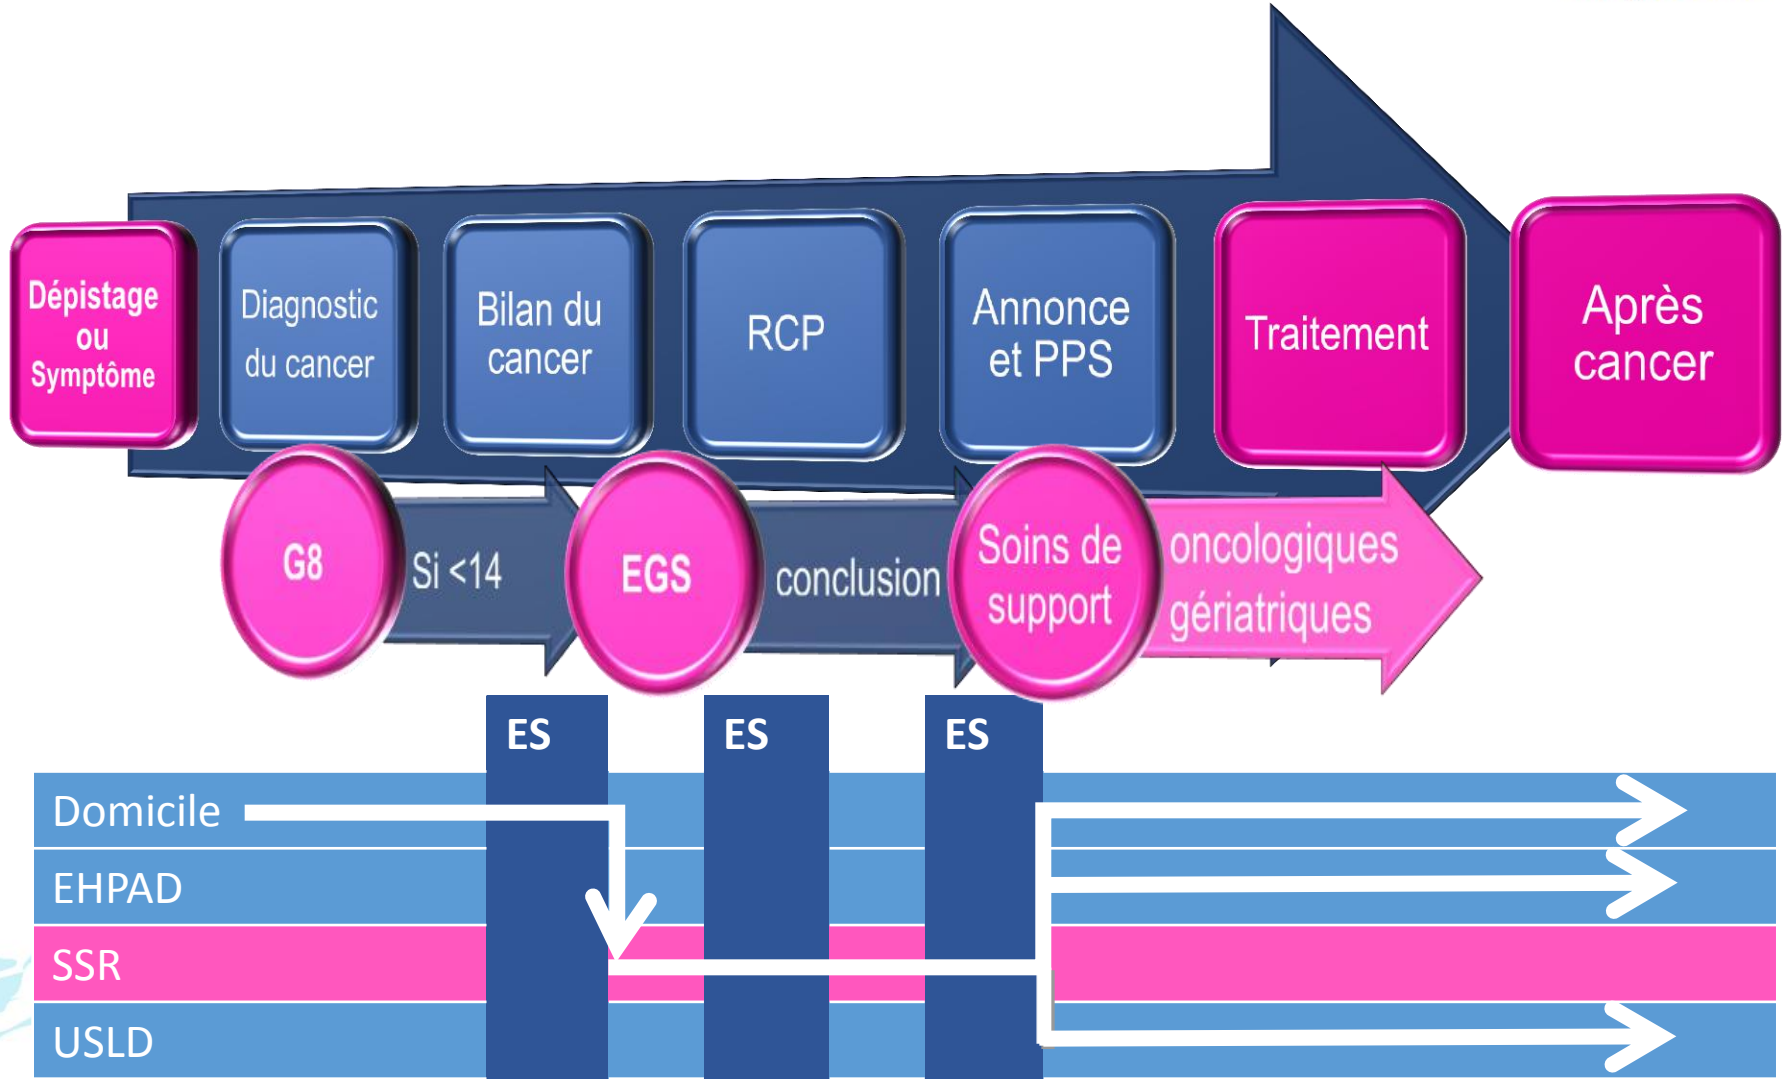 Dépistage
ou
Symptôme
Diagnostic
du cancer
Bilan du
cancer
RCP
Annonce
et PPS
Traitement
Après
cancer
G8
Si <14
EGS
conclusion
Soins de
support
oncologiques
gériatriques
ES
ES
ES
Domicile
EHPAD
SSR
USLD